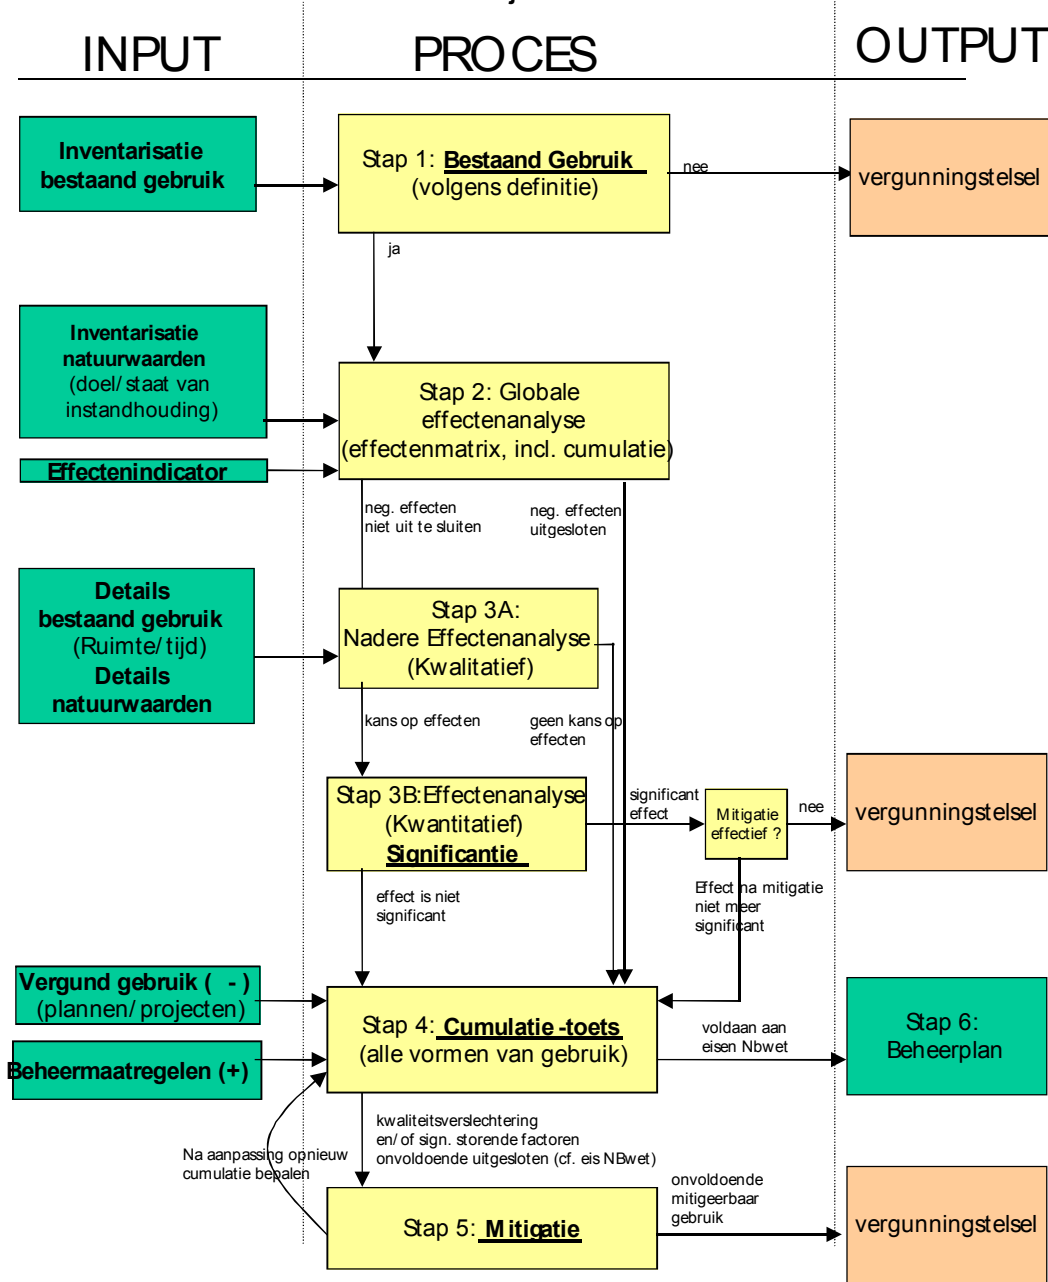 INPUT
PROCES
OUTPUT
Inventarisatie
bestaand gebruik
Stap 1: Bestaand Gebruik
(volgens definitie)
nee
vergunningstelsel
ja
Inventarisatie
natuurwaarden
(doel/ staat van
instandhouding)
Effectenindicator
Stap 2: Globale
effectenanalyse
(effectenmatrix, incl. cumulatie)
neg. effecten
niet uit te sluiten
neg. effecten
uitgesloten
Details
bestaand gebruik
(Ruimte/ tijd)
Details
natuurwaarden
Stap 3A:
Nadere Effectenanalyse
(Kwalitatief)
kans op effecten
geen kans op
effecten
Stap 3B:Effectenanalyse
(Kwantitatief)
Significantie
significant
effect
Mitigatie
effectief ?
nee
vergunningstelsel
effect is niet
significant
Effect na mitigatie
niet meer
significant
Vergund gebruik ( - )
(plannen/ projecten)
Beheermaatregelen (+)
Stap 4: Cumulatie -toets
(alle vormen van gebruik)
voldaan aan
eisen Nbwet
Stap 6:
Beheerplan
kwaliteitsverslechtering
en/ of sign. storende factoren
onvoldoende uitgesloten (cf. eis NBwet)
Na aanpassing opnieuw
cumulatie bepalen
Stap 5: Mitigatie
onvoldoende
mitigeerbaar
gebruik
vergunningstelsel